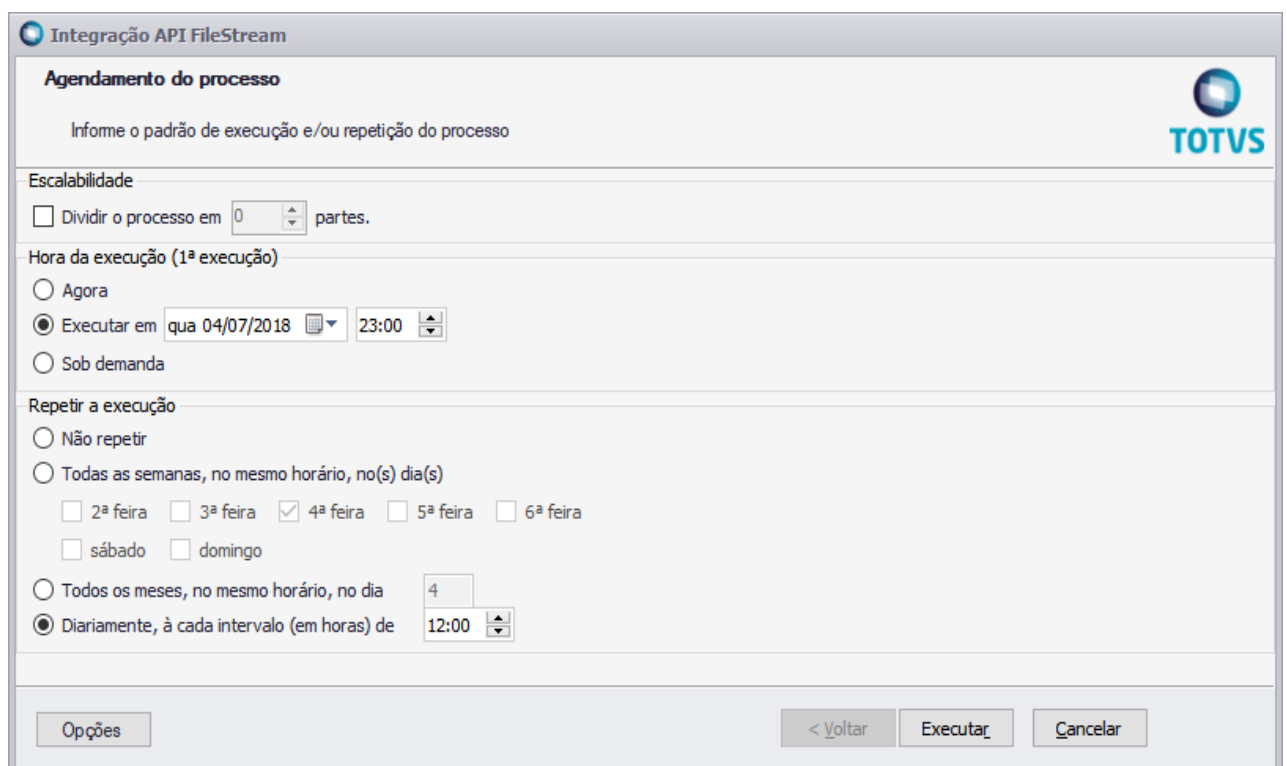 Integração API FileStream
Agendamento do processo
Informe o padrão de execução e/ou repetição do processo
TOTVS
Escalabilidade
Dividir o processo em 0 partes.
Hora da execução (1ª execução)
Agora
Executar em qua 04/07/2018 23:00
Sob demanda
Repetir a execução
Não repetir
Todas as semanas, no mesmo horário, no(s) dia(s)
2ª feira 3ª feira 4ª feira 5ª feira 6ª feira
sábado domingo
Todos os meses, no mesmo horário, no dia 4
Diariamente, à cada intervalo (em horas) de 12:00
Opções < Voltar Executar Cancelar